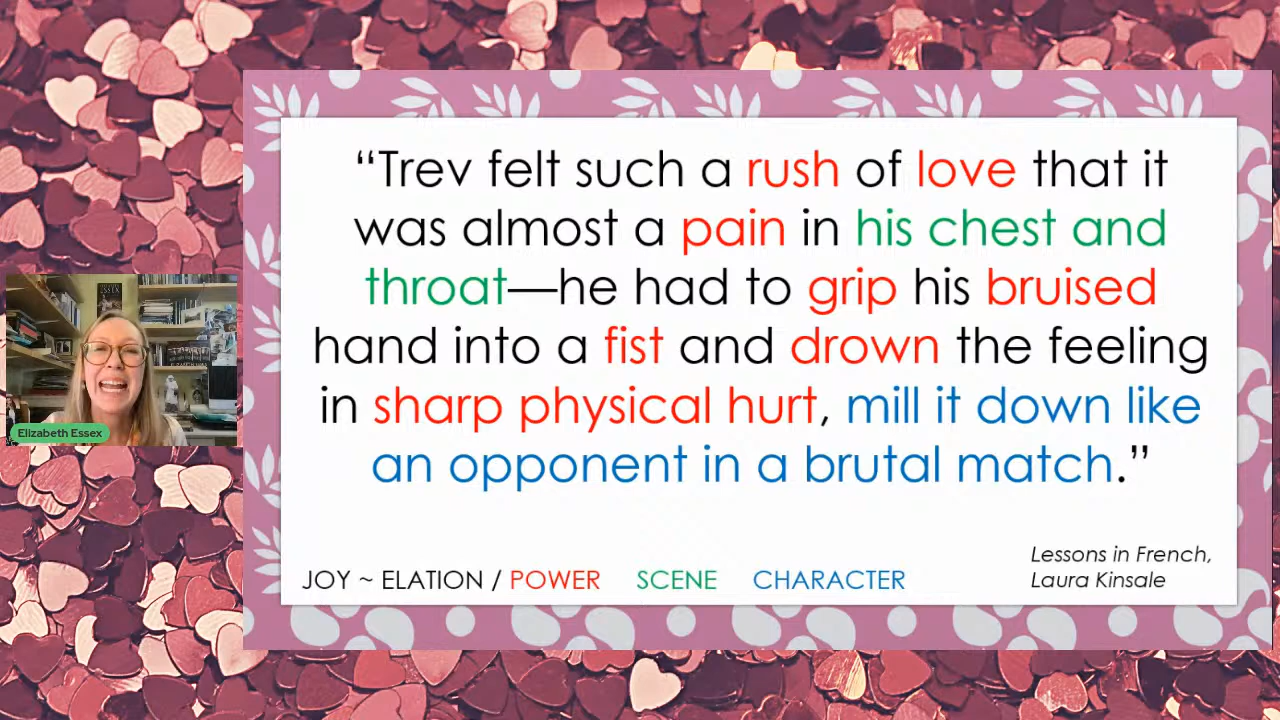 “Trev felt such a rush of love that it
was almost a pain in his chest and
throat—he had to grip his bruised
hand into a fist and drown the feeling
in sharp physical hurt, mill it down like
an opponent in a brutal match.”
Lessons in French,
Laura Kinsale
JOY ~ ELATION / POWER SCENE CHARACTER
Elizabeth Essex
ESSEX